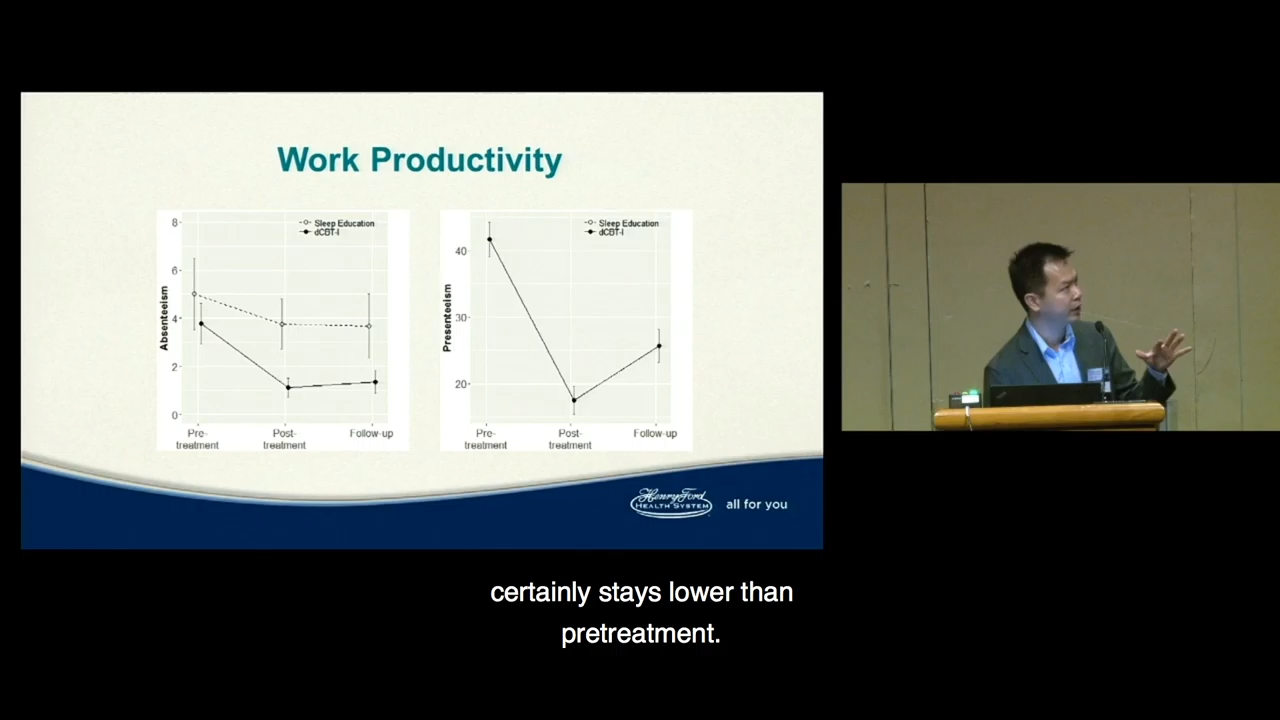 Work Productivity
8
6
4
2
0
Absenteeism
Sleep Education
dCBT-I
Pre-
treatment
Post-
treatment
Follow-up
40
30
20
Presenteeism
Sleep Education
dCBT-I
Pre-
treatment
Post-
treatment
Follow-up
Henry Ford
HEALTH SYSTEM
all for you
certainly stays lower than
pretreatment.